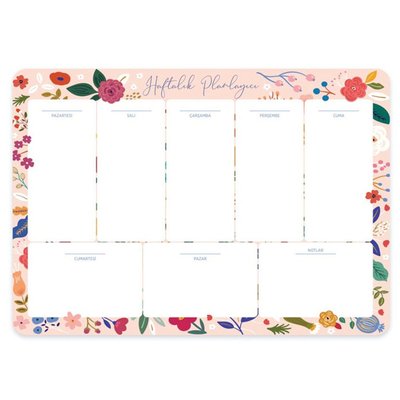 Haftalık Planlayıcı
PAZARTESİ
SALI
ÇARŞAMBA
PERŞEMBE
CUMA
CUMARTESİ
PAZAR
NOTLAR